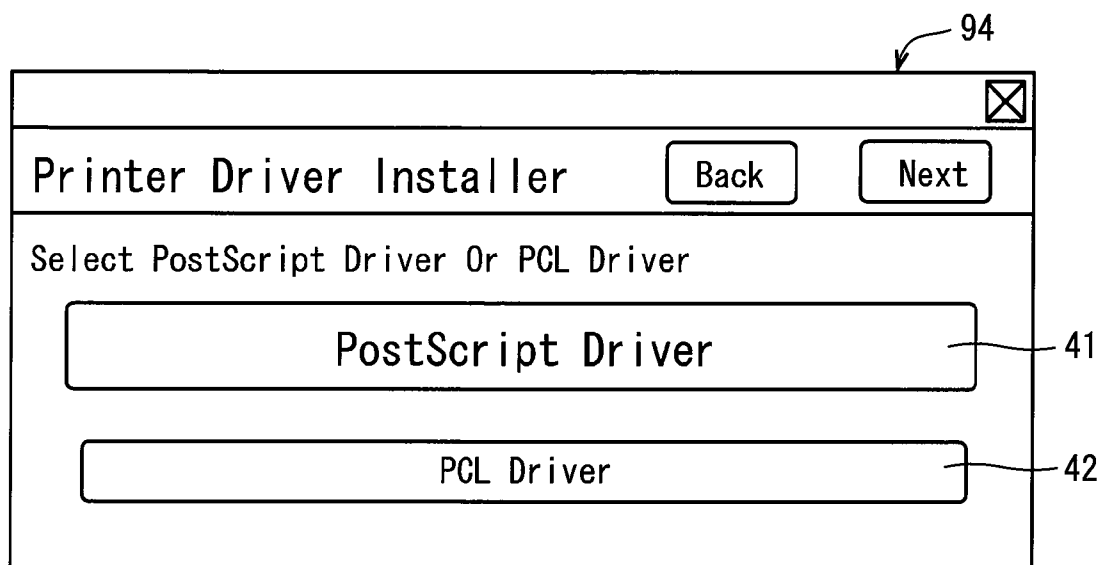 94
Printer Driver Installer Back Next
Select PostScript Driver Or PCL Driver
PostScript Driver 41
PCL Driver 42